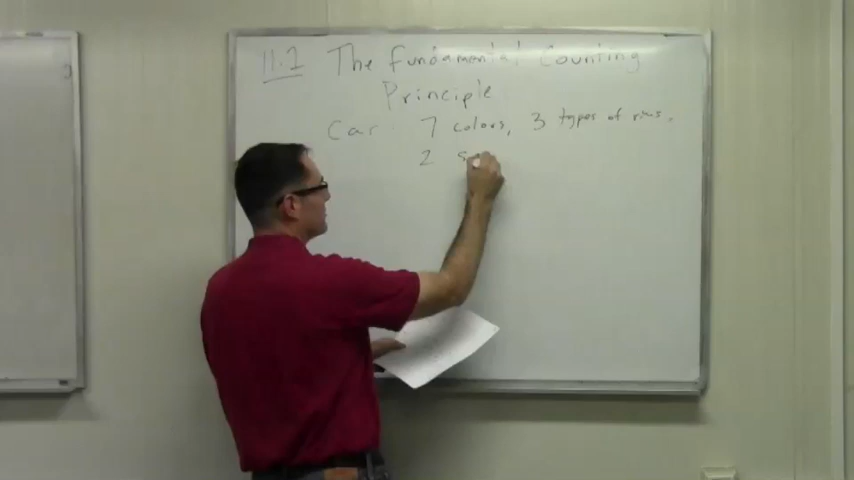 11.1 The Fundamental Counting
Principle
Car: 7 colors, 3 types of rims,
2